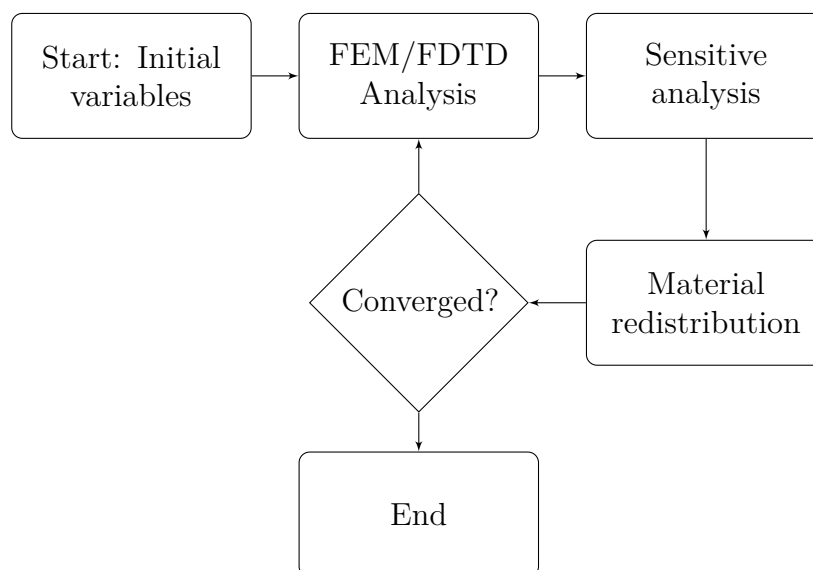 Start: Initial
variables
FEM/FDTD
Analysis
Sensitive
analysis
Material
redistribution
Converged?
End